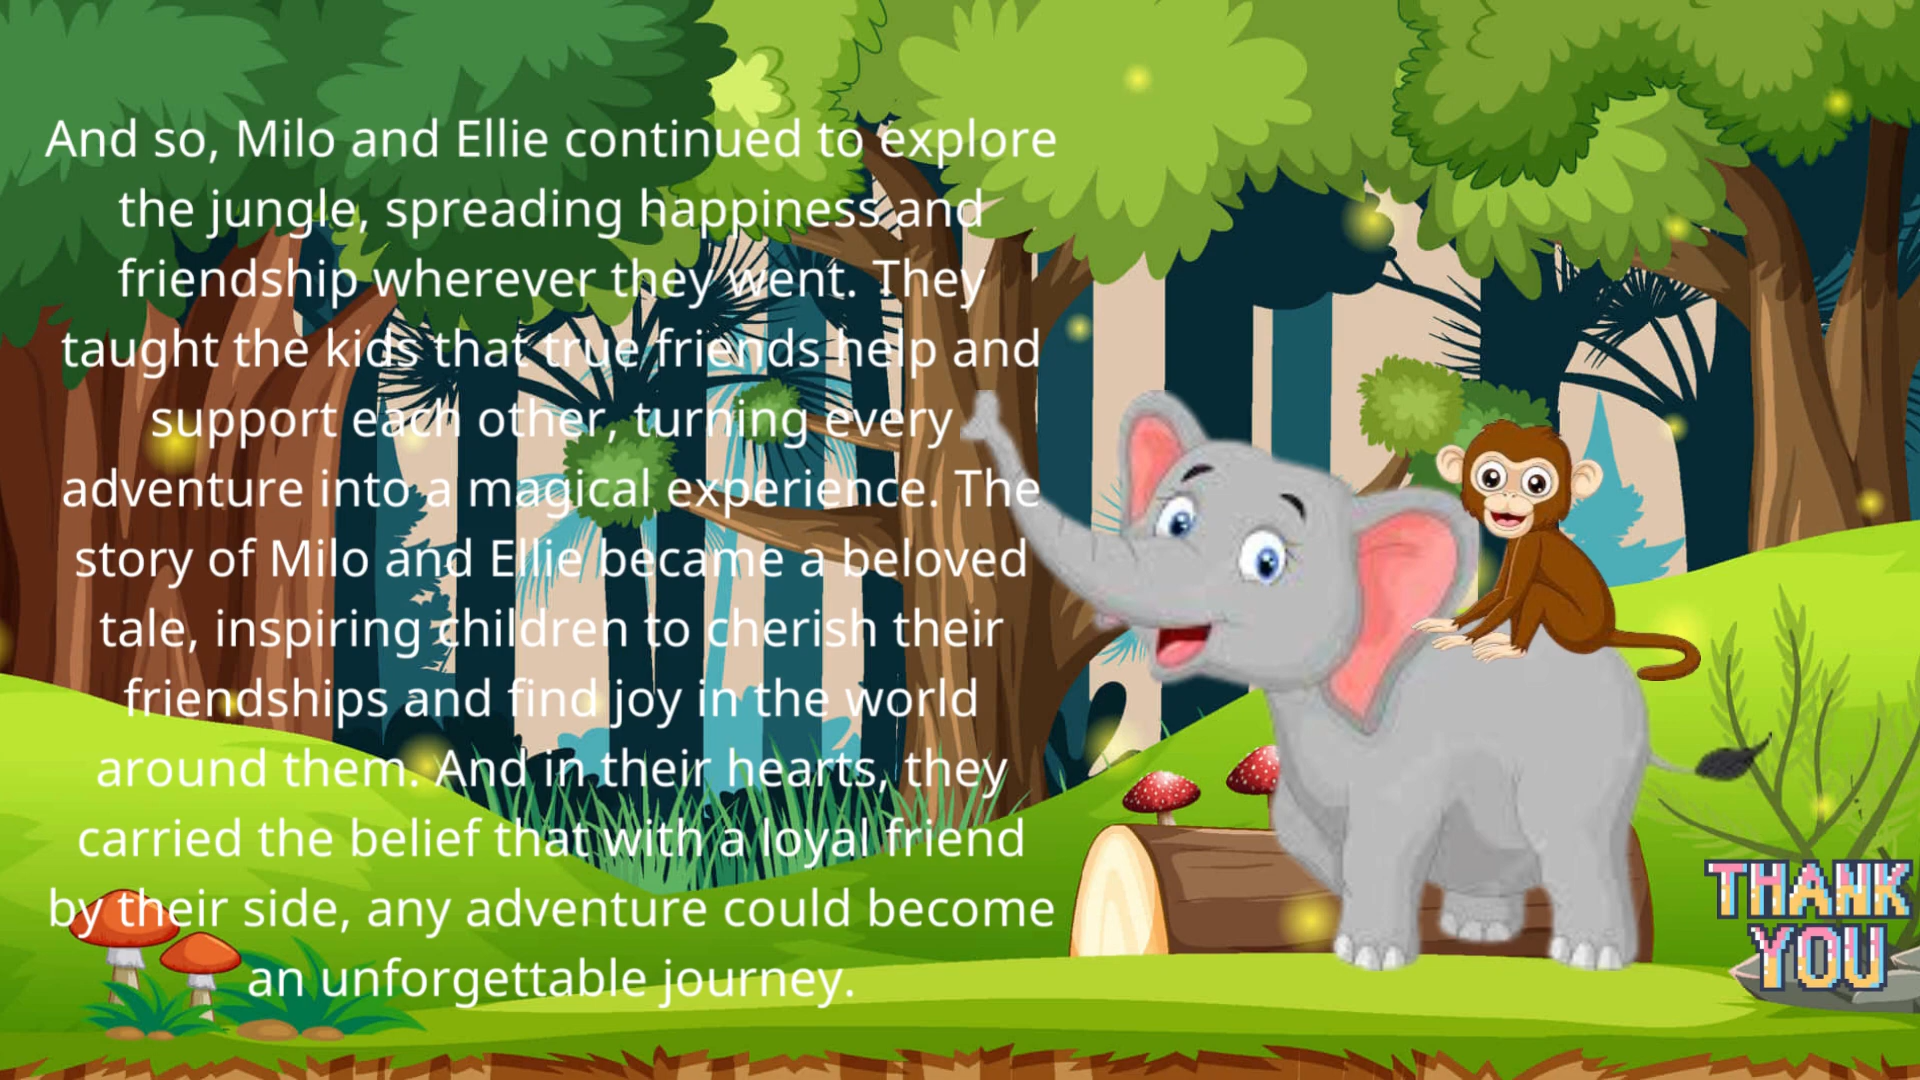 And so, Milo and Ellie continued to explore
the jungle, spreading happiness and
friendship wherever they went. They
taught the kids that true friends help and
support each other, turning every
adventure into a magical experience. The
story of Milo and Ellie became a beloved
tale, inspiring children to cherish their
friendships and find joy in the world
around them. And in their hearts, they
carried the belief that with a loyal friend
by their side, any adventure could become
an unforgettable journey.
THANK
YOU